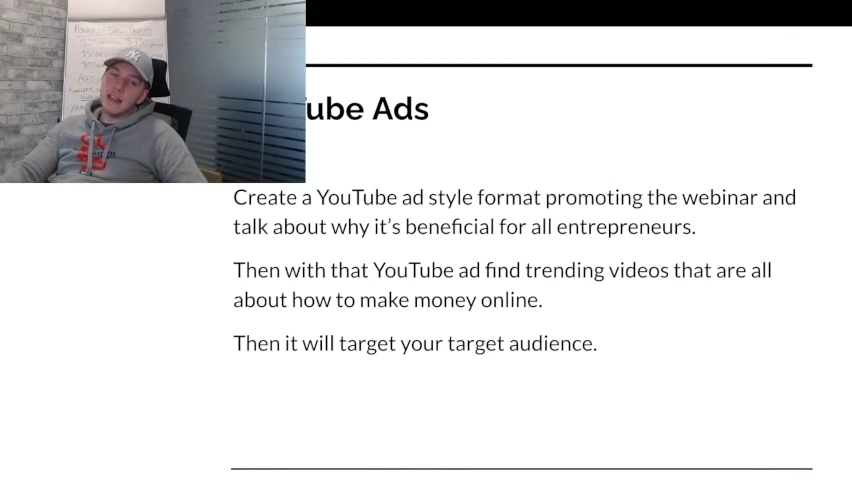 ube Ads
Create a YouTube ad style format promoting the webinar and
talk about why it's beneficial for all entrepreneurs.
Then with that YouTube ad find trending videos that are all
about how to make money online.
Then it will target your target audience.